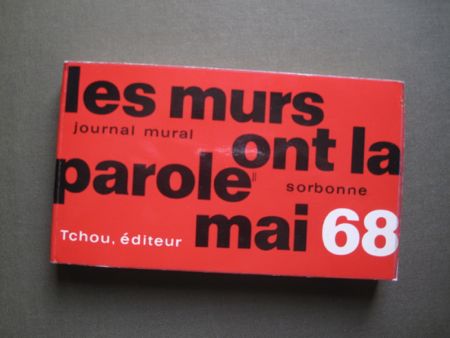 les murs
journal mural
ont la
parole
sorbonne
mai 68
Tchou, éditeur